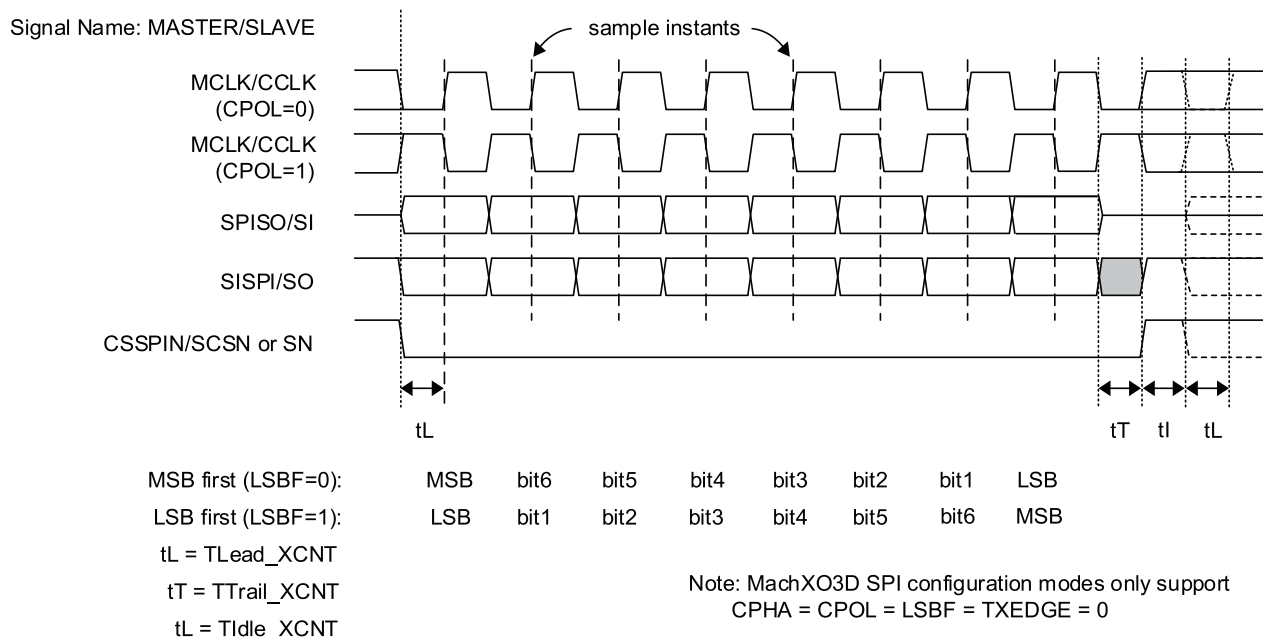 Signal Name: MASTER/SLAVE
sample instants
MCLK/CCLK
(CPOL=0)
MCLK/CCLK
(CPOL=1)
SPISO/SI
SISPI/SO
CSSPIN/SCSN or SN
tL tT tI tL
MSB first (LSBF=0): MSB bit6 bit5 bit4 bit3 bit2 bit1 LSB
LSB first (LSBF=1): LSB bit1 bit2 bit3 bit4 bit5 bit6 MSB
tL = TLead_XCNT
tT = TTrail_XCNT
tL = TIdle_XCNT
Note: MachXO3D SPI configuration modes only support
CPHA = CPOL = LSBF = TXEDGE = 0